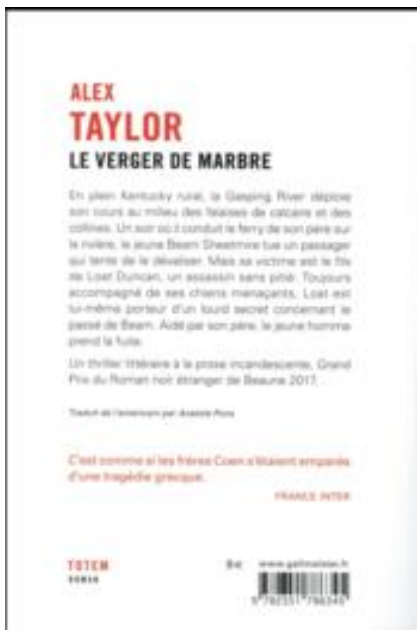 ALEX
TAYLOR
LE VERGER DE MARBRE
En plein Kentucky rural, la Gasping River déploie
son cours au milieu des falaises de calcaire et des
collines. Un soir où il conduit le ferry de son père sur
la rivière, le jeune Beam Sheetmire tue un passager
qui tente de le dévaliser. Mais sa victime est le fils
de Loat Duncan, un assassin sans pitié. Toujours
accompagné de ses chiens menaçants, Loat est
lui-même porteur d'un lourd secret concernant le
passé de Beam. Aidé par son père, le jeune homme
prend la fuite.
Un thriller littéraire à la prose incandescente, Grand
Prix du Roman noir étranger de Beaune 2017.
Traduit de l'américain par Anatole Pons
C'est comme si les frères Coen s'étaient emparés
d'une tragédie grecque.
FRANCE INTER
TOTEM
ROMAN
www.gallmeister.fr